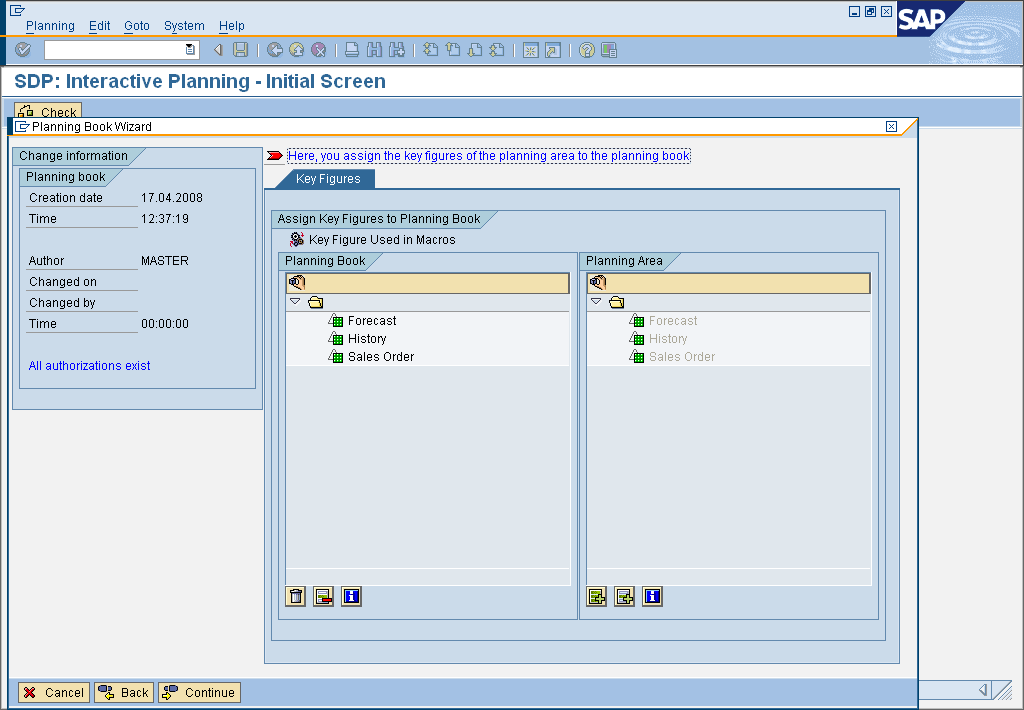 Planning Edit Goto System Help
SAP
SDP: Interactive Planning - Initial Screen
Check
Planning Book Wizard
Change information
Planning book
Creation date 17.04.2008
Time 12:37:19
Author MASTER
Changed on
Changed by
Time 00:00:00
All authorizations exist
Here, you assign the key figures of the planning area to the planning book
Key Figures
Assign Key Figures to Planning Book
Key Figure Used in Macros
Planning Book
Forecast
History
Sales Order
Planning Area
Forecast
History
Sales Order
Cancel Back Continue